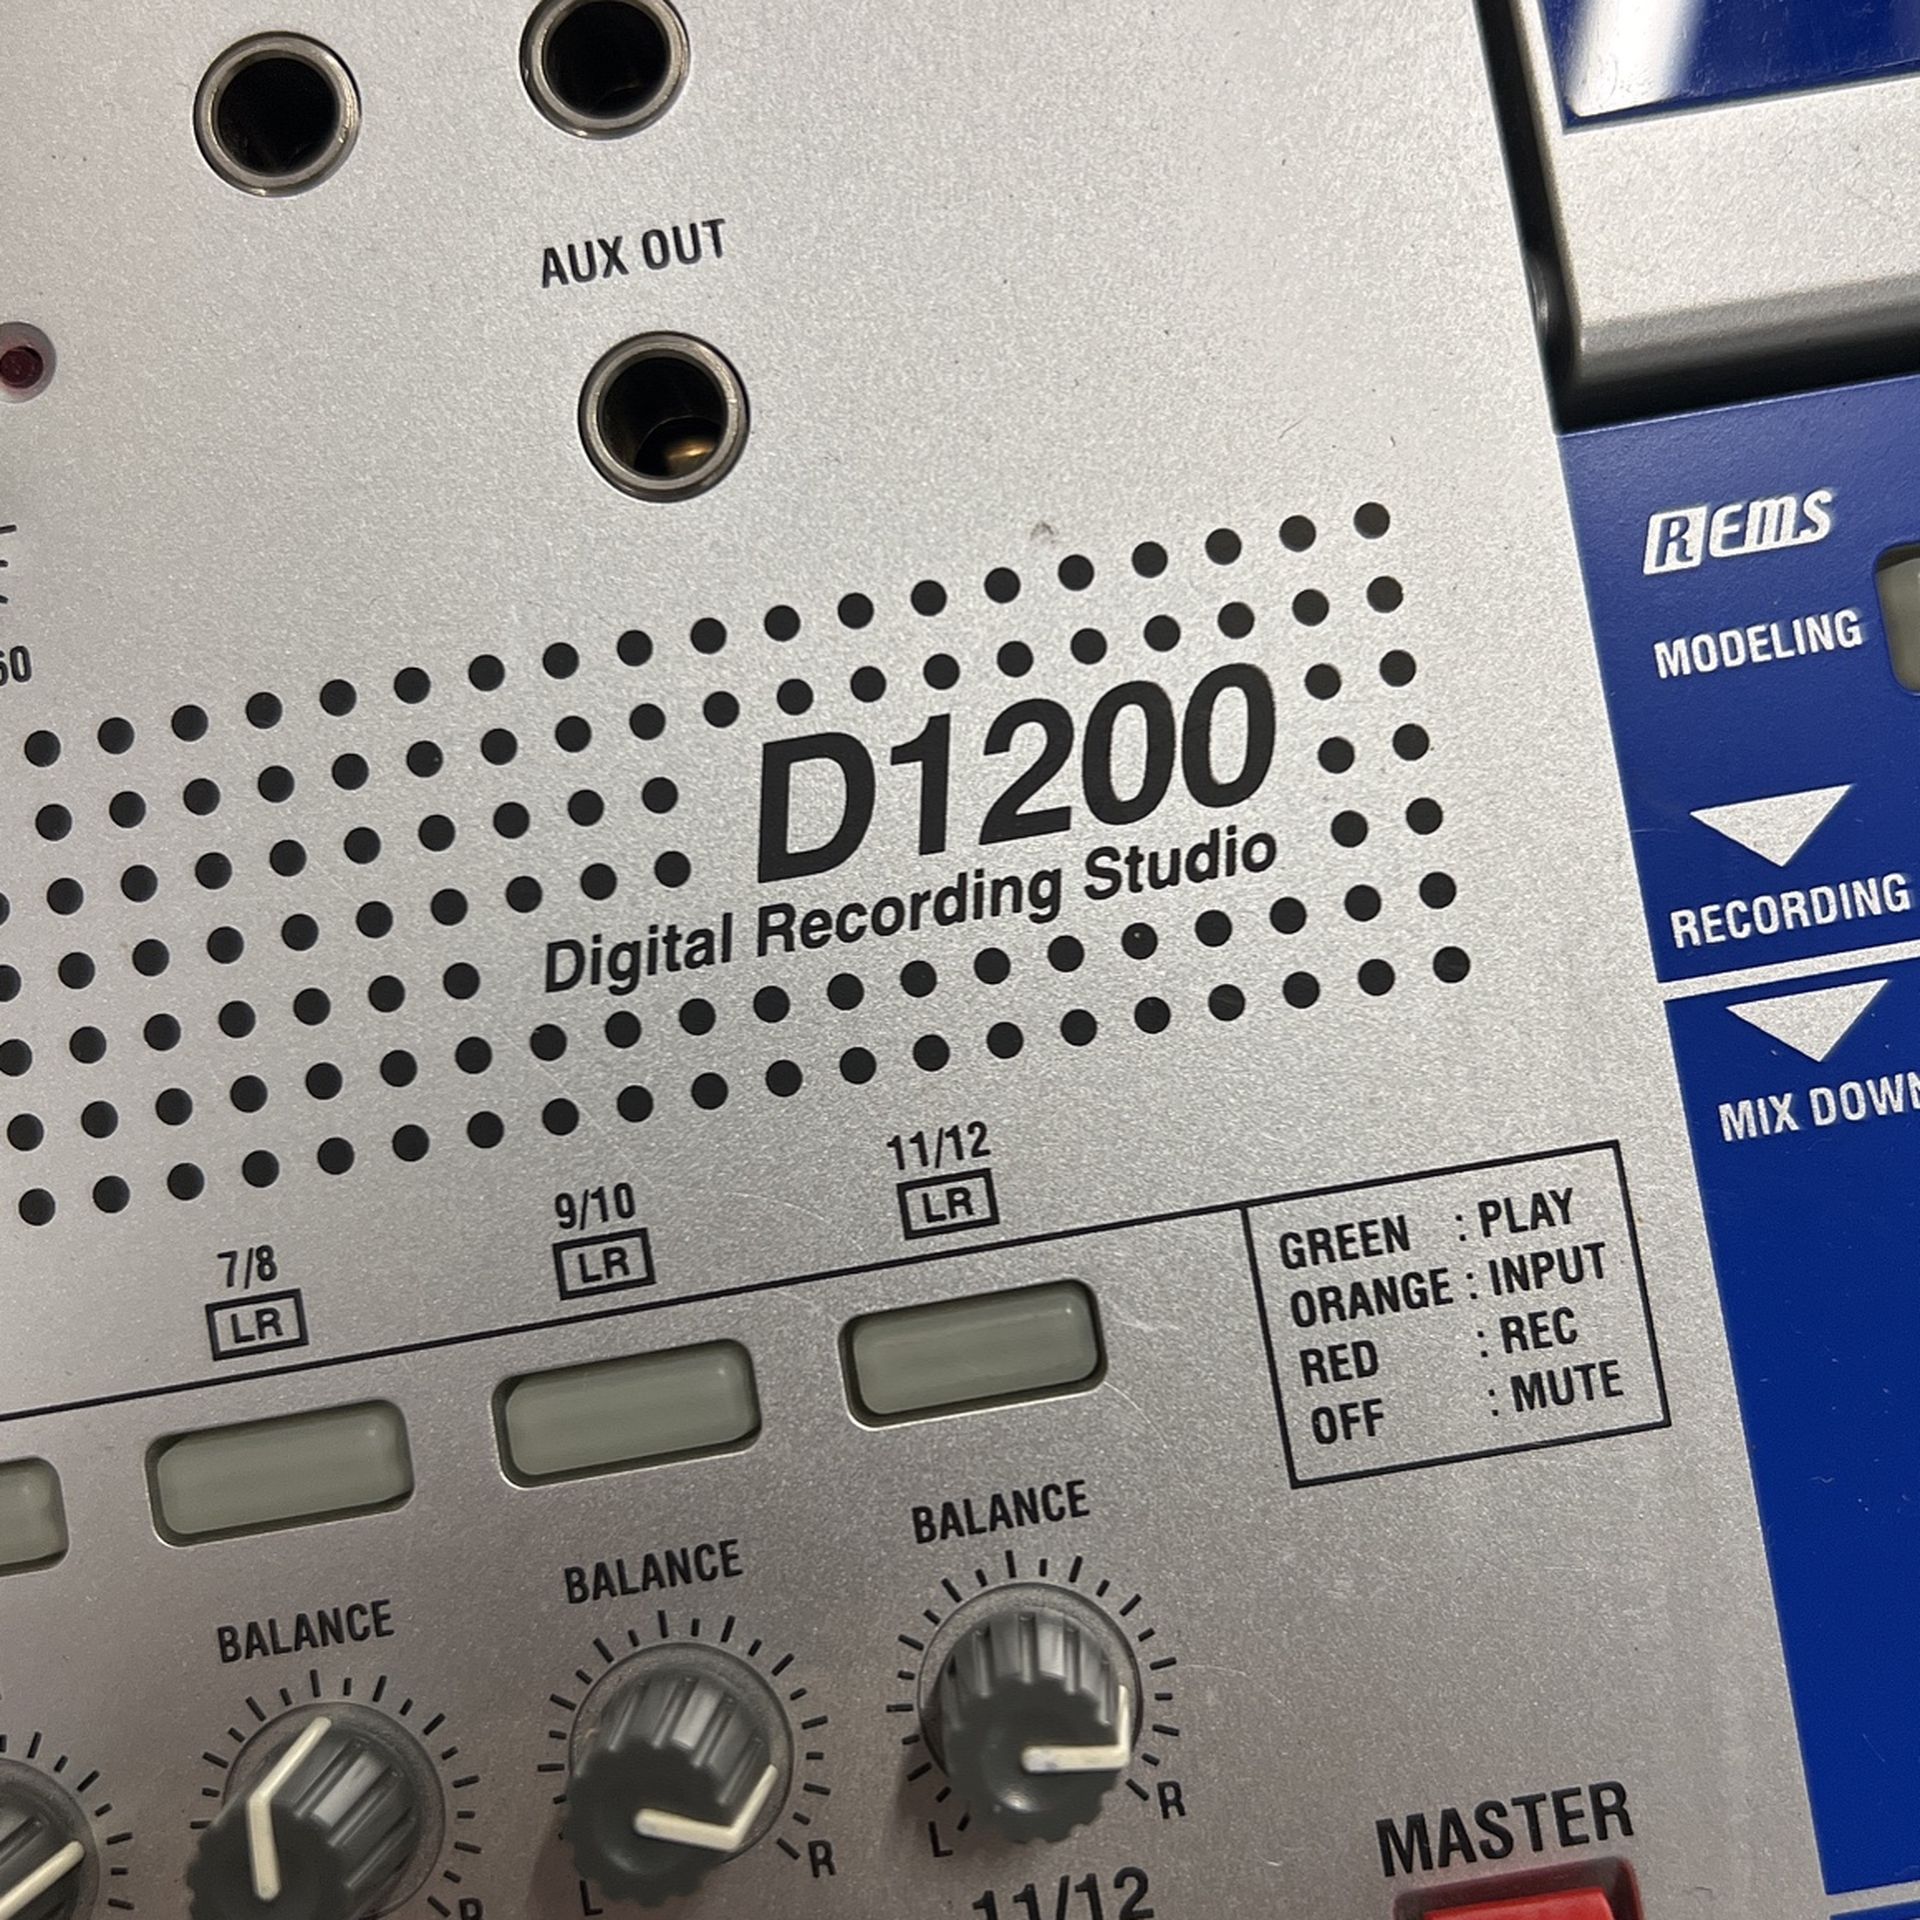 AUX OUT
REMS
MODELING
60
D1200
Digital Recording Studio
RECORDING
MIX DOWN
11/12
LR
9/10
LR
7/8
LR
GREEN : PLAY
ORANGE : INPUT
RED : REC
OFF : MUTE
BALANCE
BALANCE
BALANCE
L R
L R
R
11/12
MASTER